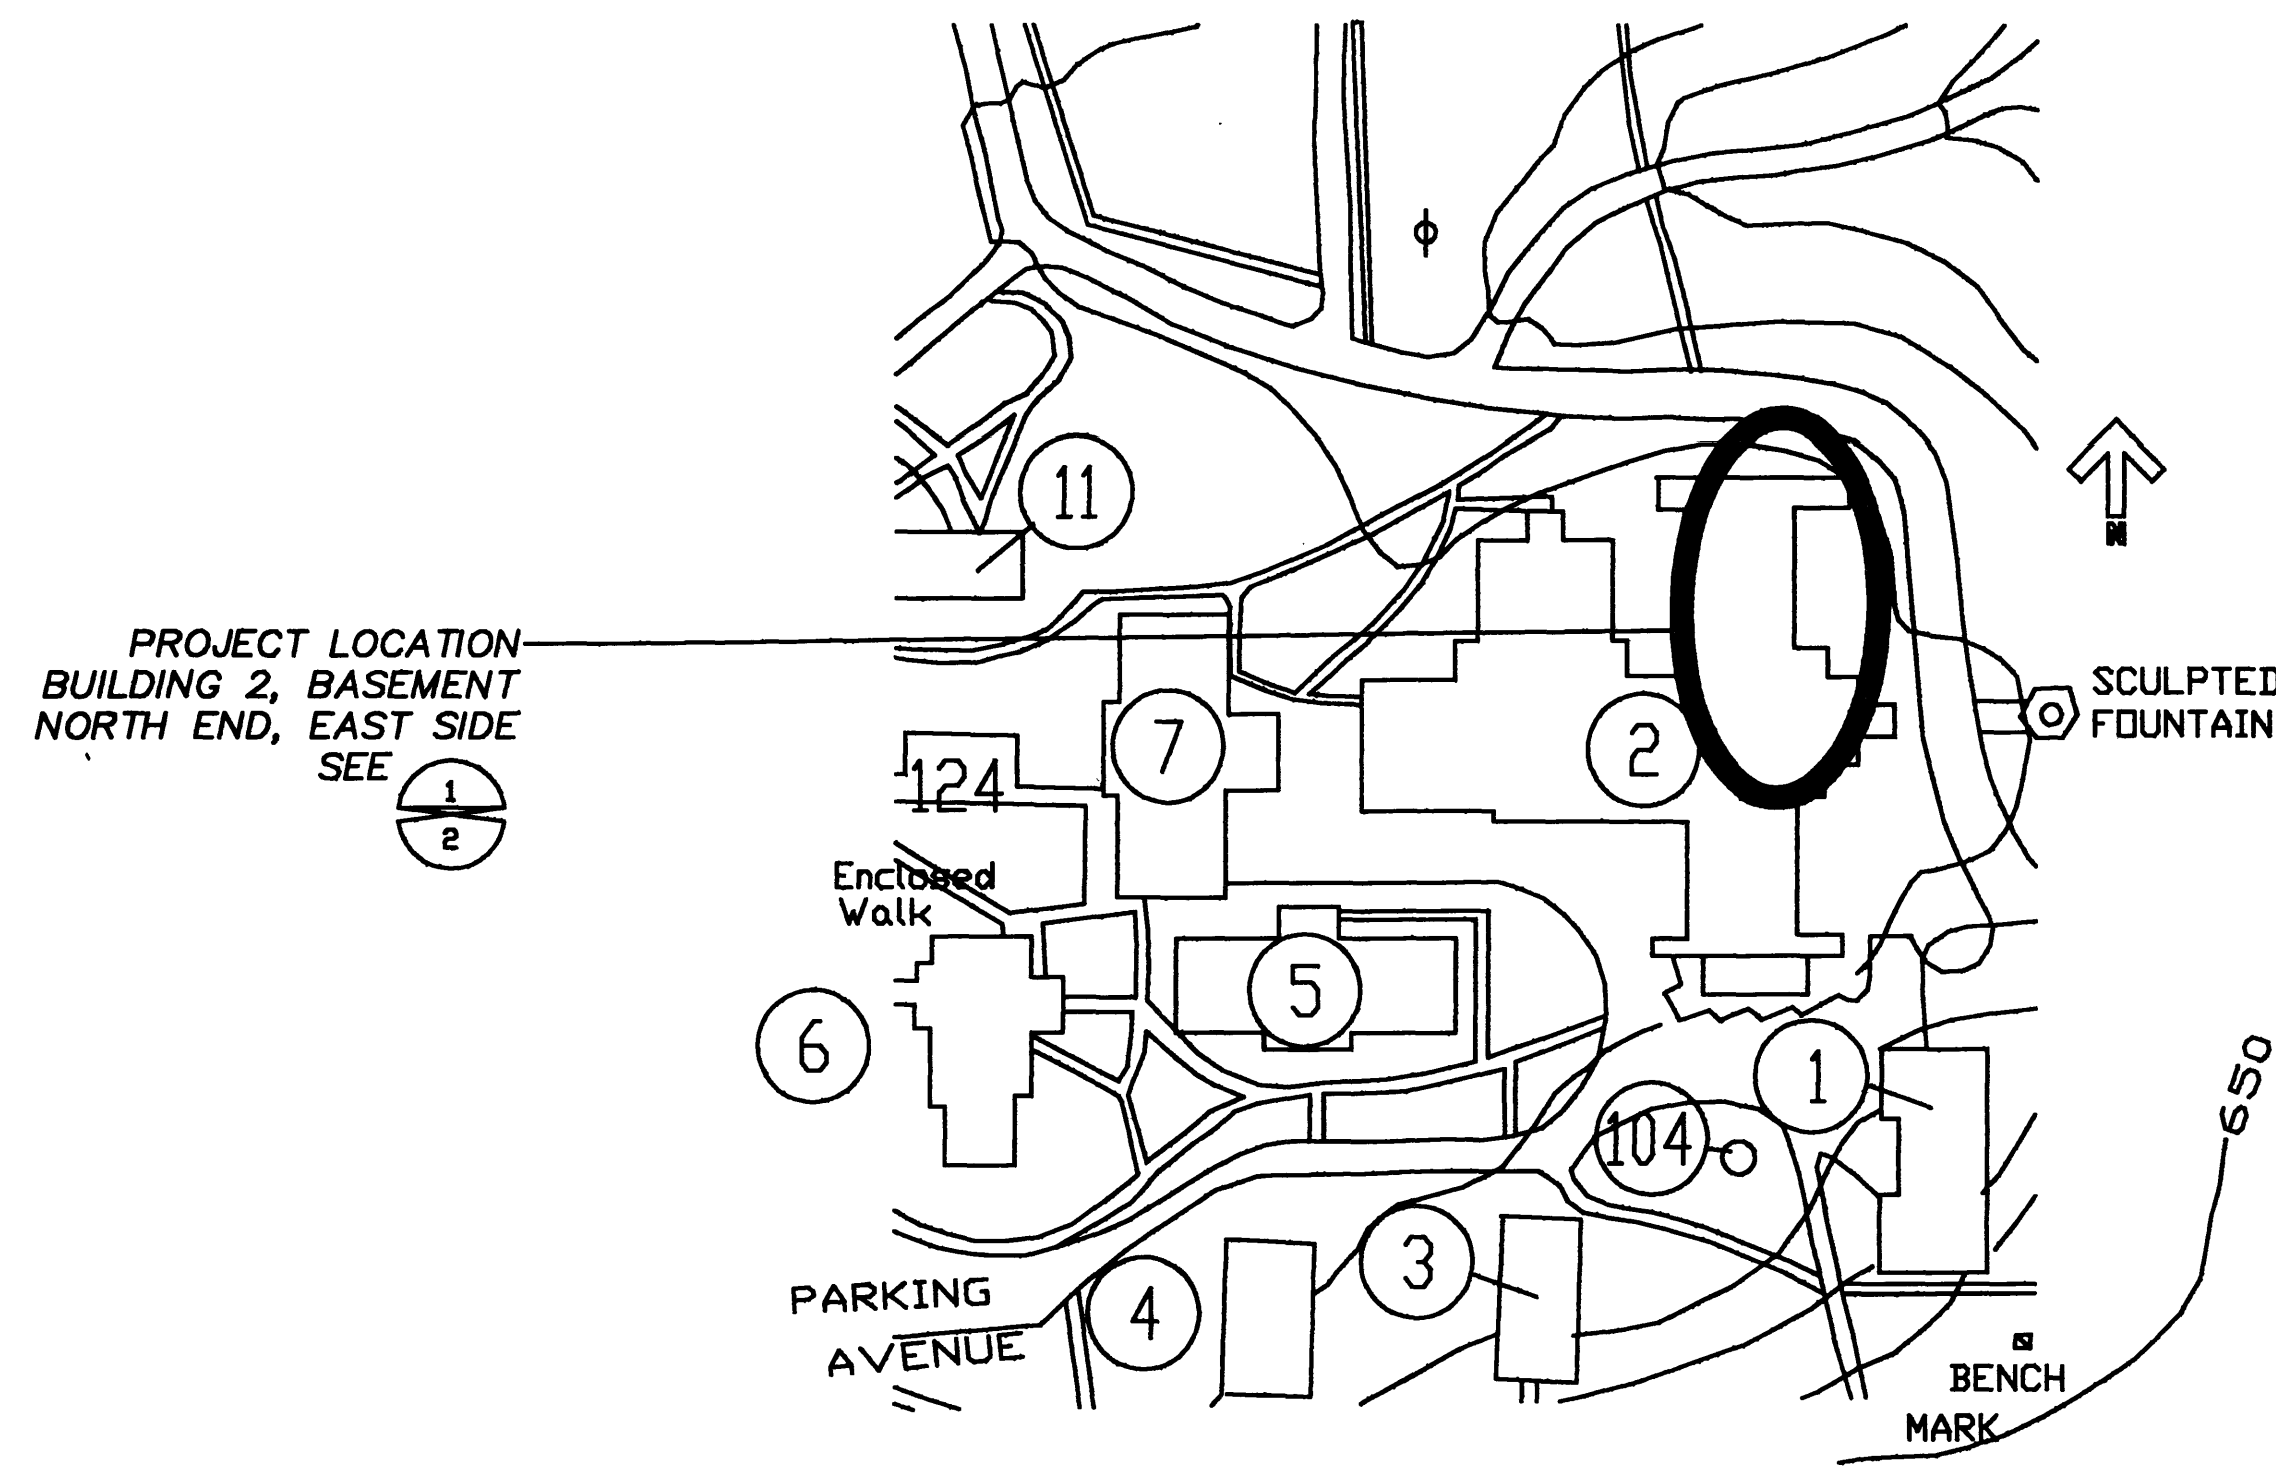 11
N
PROJECT LOCATION
BUILDING 2, BASEMENT
NORTH END, EAST SIDE
SEE
1
2
SCULPTED
FOUNTAIN
7
2
124
Enclosed
Walk
5
6
1
104
650
3
4
PARKING
AVENUE
BENCH
MARK